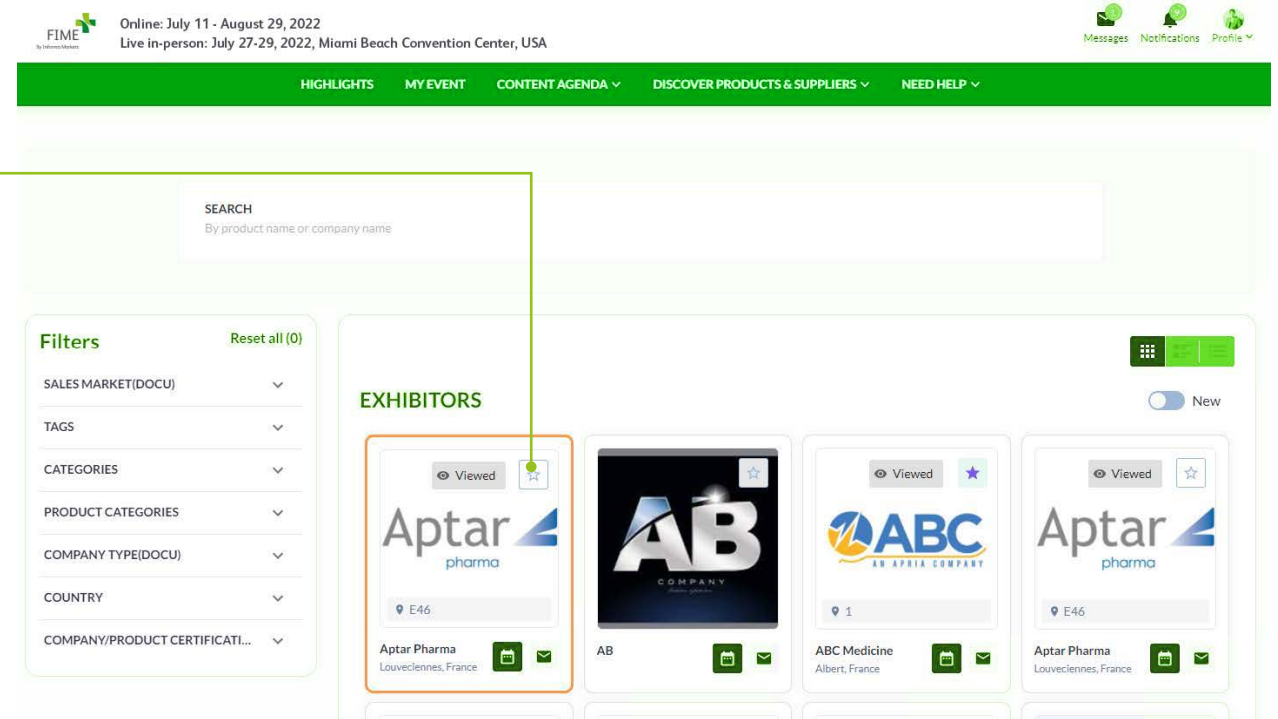 FIME
by Informa Markets
Online: July 11 - August 29, 2022
Live in-person: July 27-29, 2022, Miami Beach Convention Center, USA
Messages Notifications Profile
HIGHLIGHTS MY EVENT CONTENT AGENDA DISCOVER PRODUCTS & SUPPLIERS NEED HELP
SEARCH
By product name or company name
Filters Reset all (0)
SALES MARKET(DOCU)
TAGS
CATEGORIES
PRODUCT CATEGORIES
COMPANY TYPE(DOCU)
COUNTRY
COMPANY/PRODUCT CERTIFICATI...
EXHIBITORS
New
Viewed
Aptar
pharma
E46
Aptar Pharma
Louveciennes, France
AB
COMPANY
AB
Viewed
ABC
AN APRIA COMPANY
1
ABC Medicine
Albert, France
Viewed
Aptar
pharma
E46
Aptar Pharma
Louveciennes, France